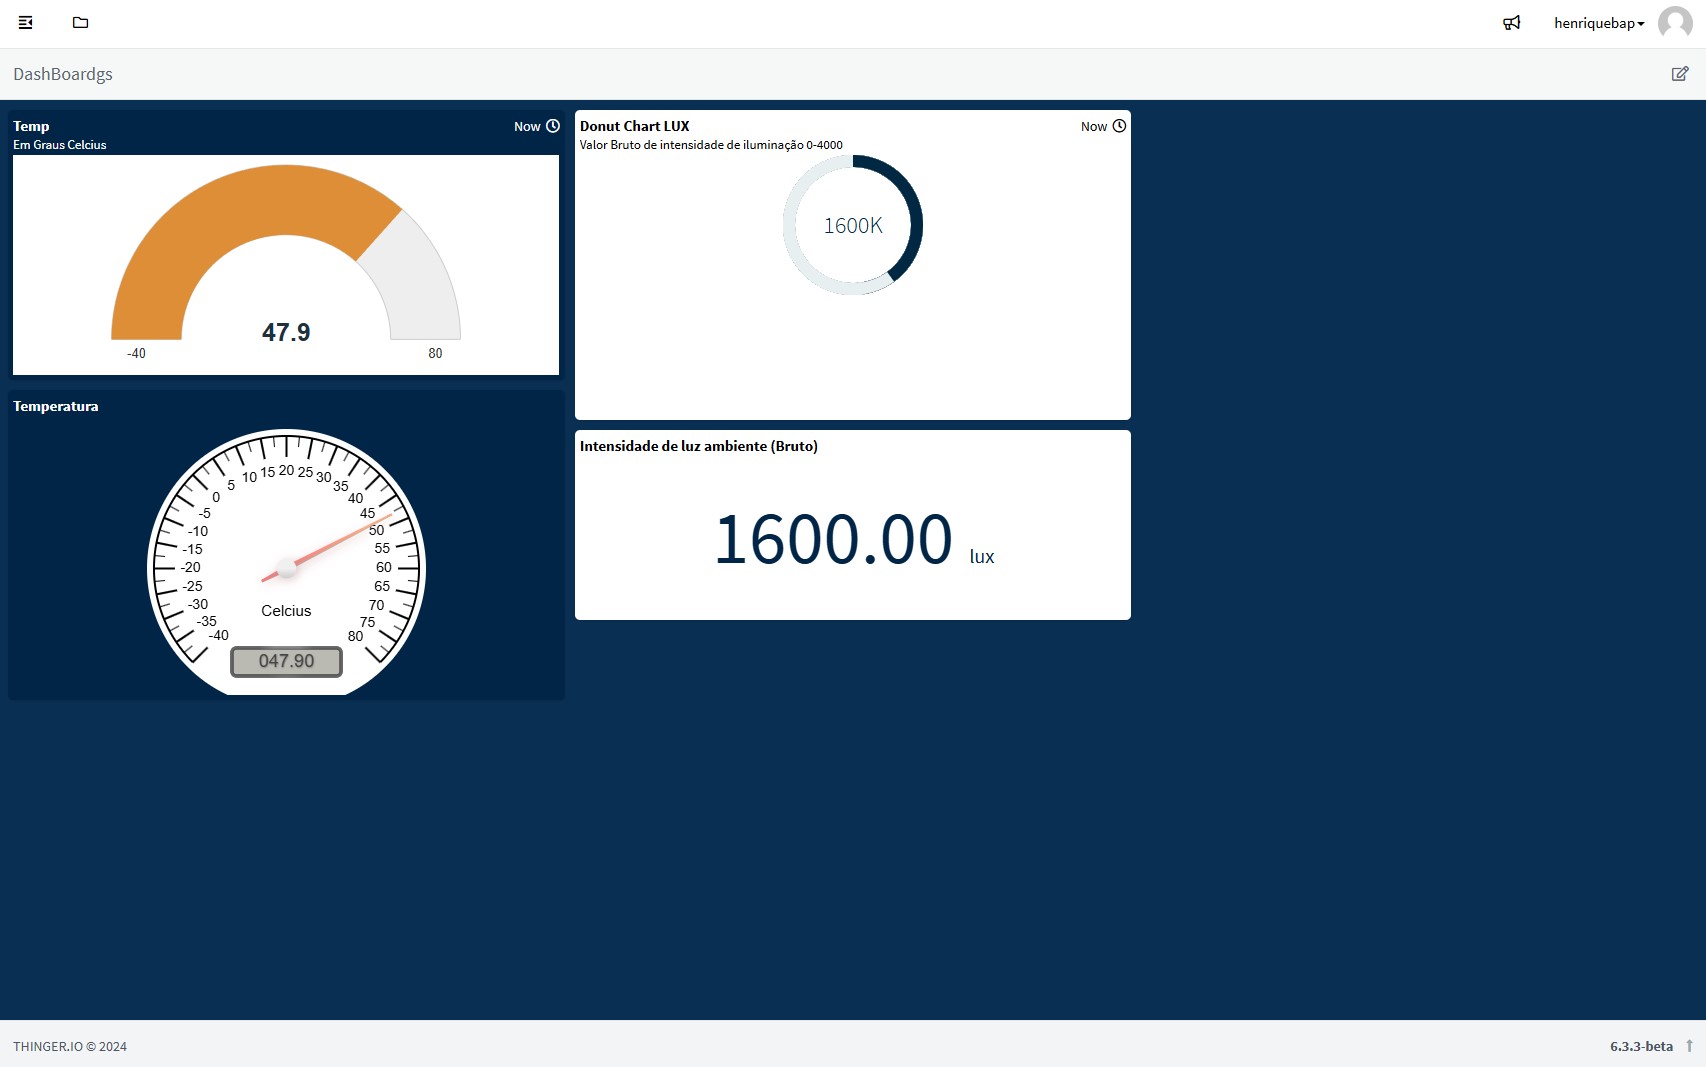 henriquebap
DashBoardgs
Temp
Now
Em Graus Celcius
47.9
-40
80
Donut Chart LUX
Now
Valor Bruto de intensidade de iluminação 0-4000
1600K
Temperatura
-40
-35
-30
-25
-20
-15
-10
-5
0
5
10
15
20
25
30
35
40
45
50
55
60
65
70
75
80
Celcius
047.90
Intensidade de luz ambiente (Bruto)
1600.00 lux
THINGER.IO © 2024
6.3.3-beta